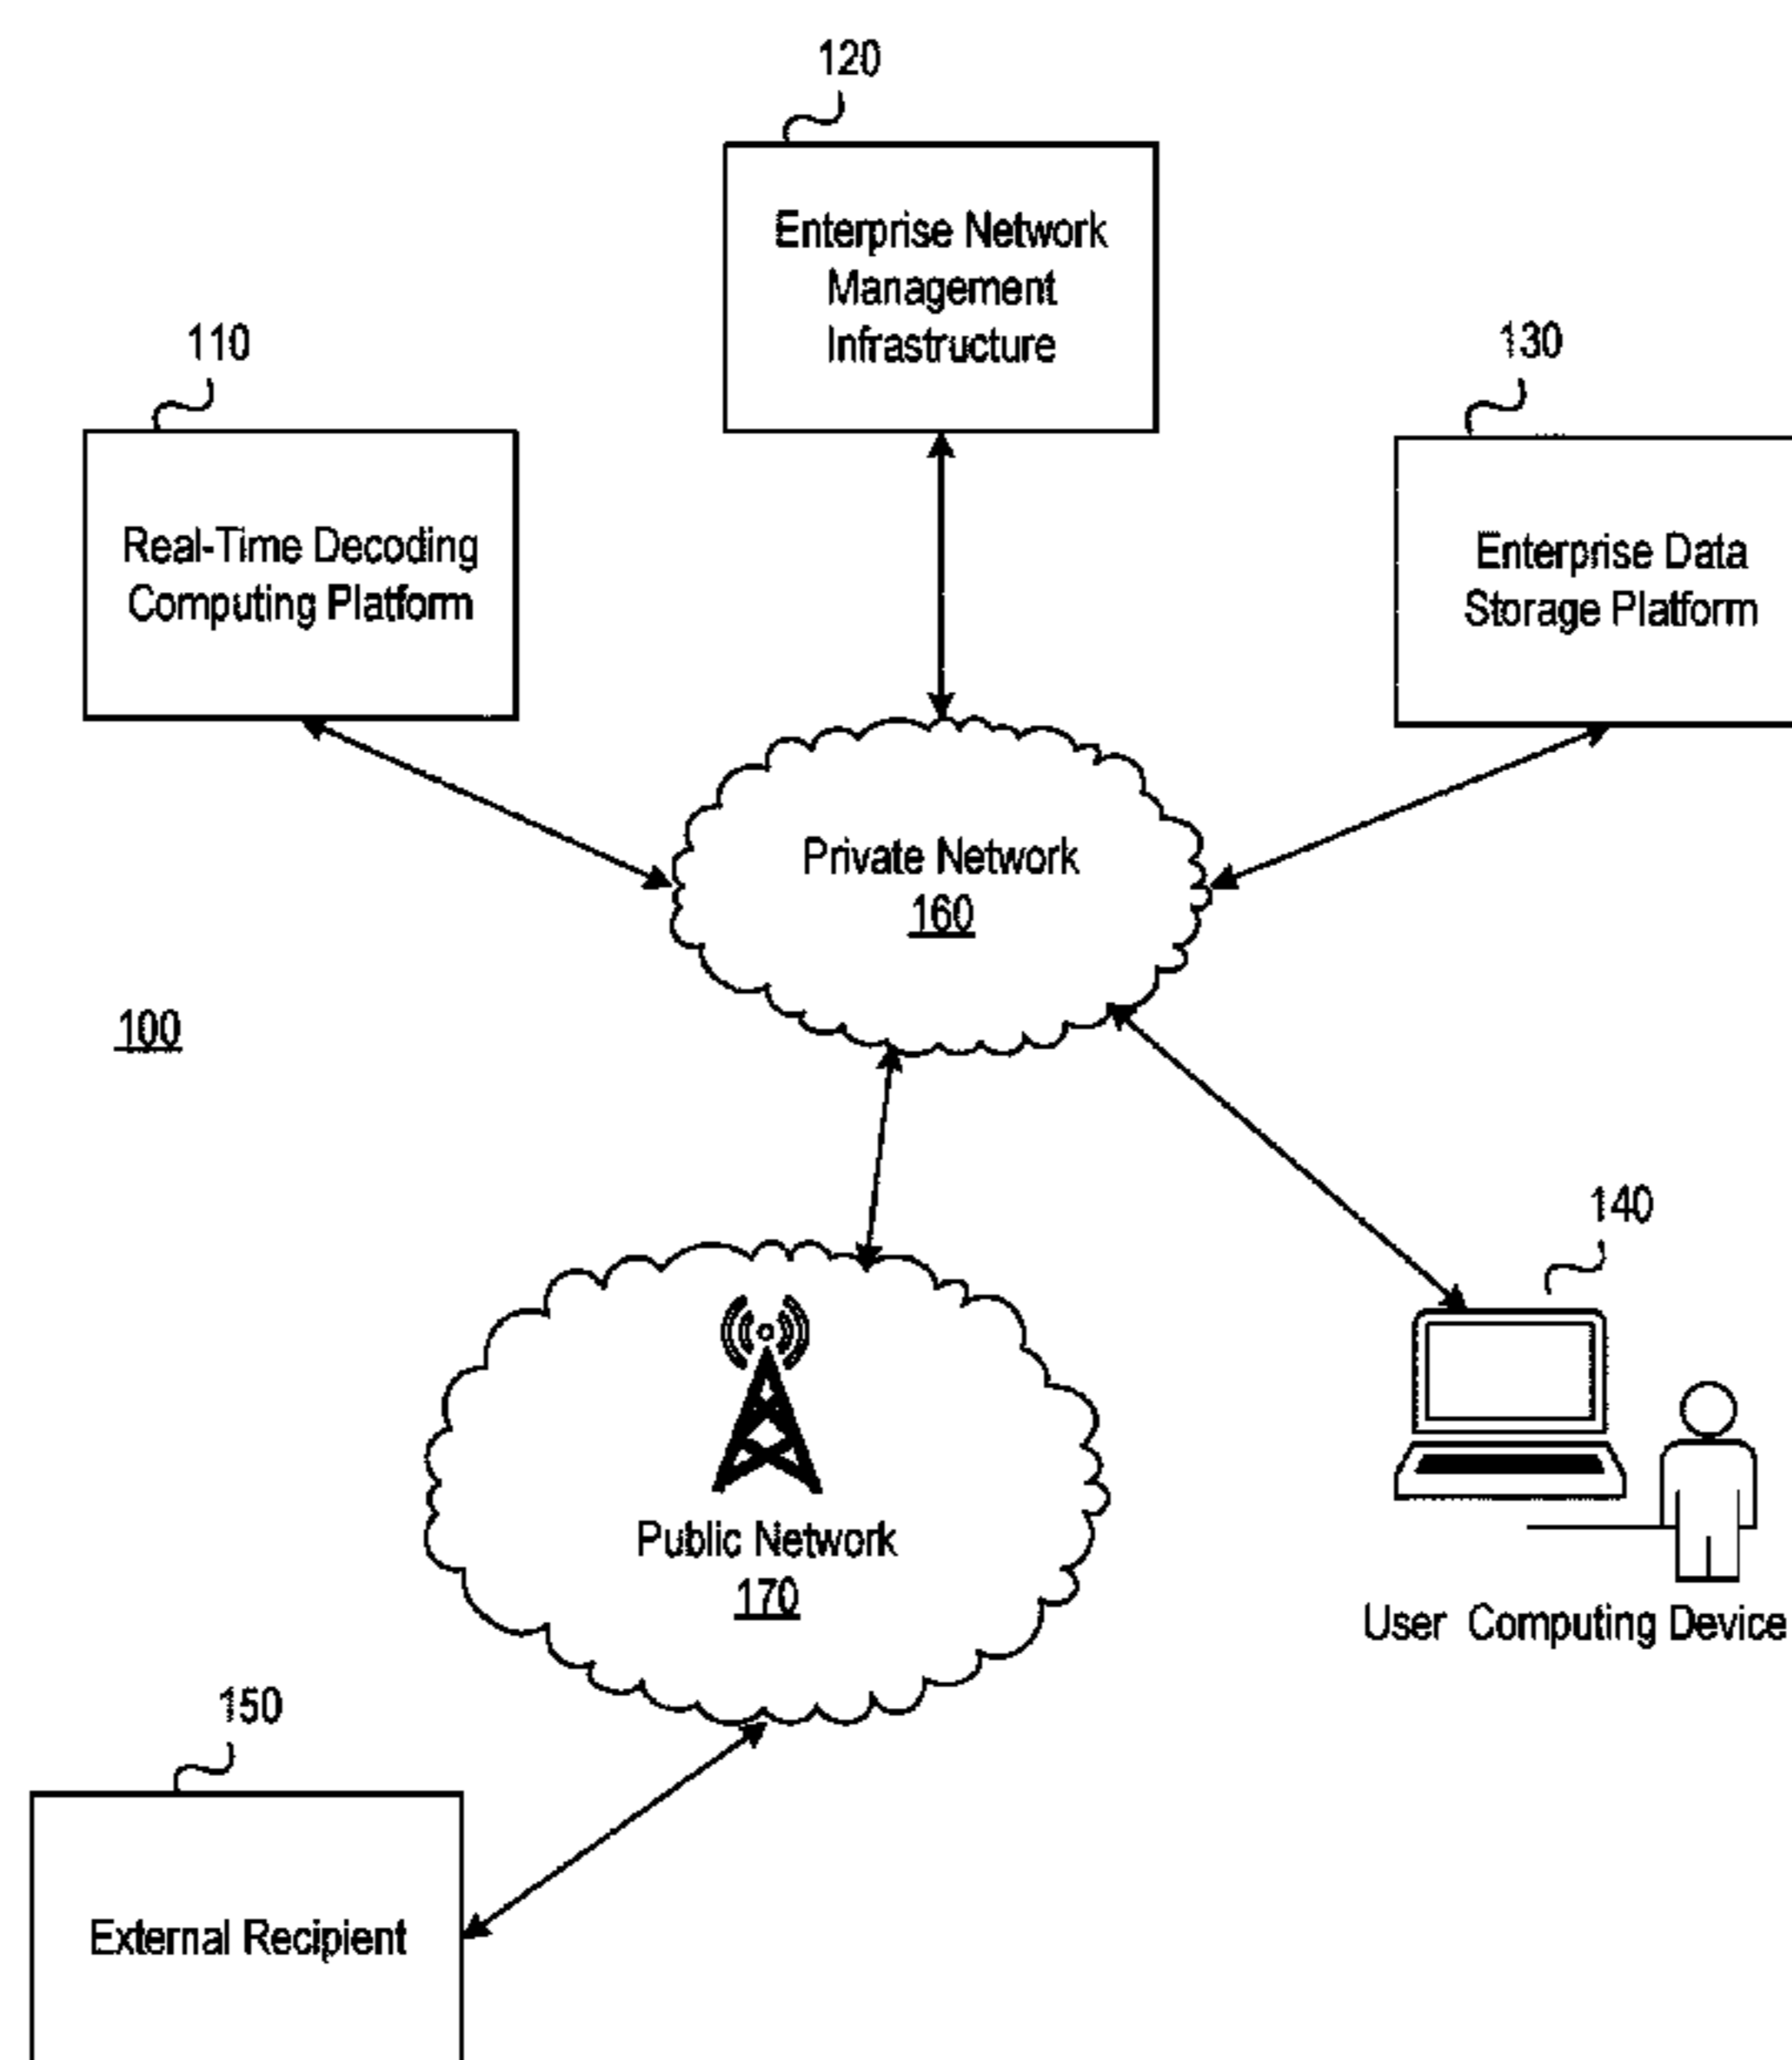 120
Enterprise Network
Management
Infrastructure
110
Real-Time Decoding
Computing Platform
130
Enterprise Data
Storage Platform
Private Network
160
100
140
User Computing Device
Public Network
170
150
External Recipient